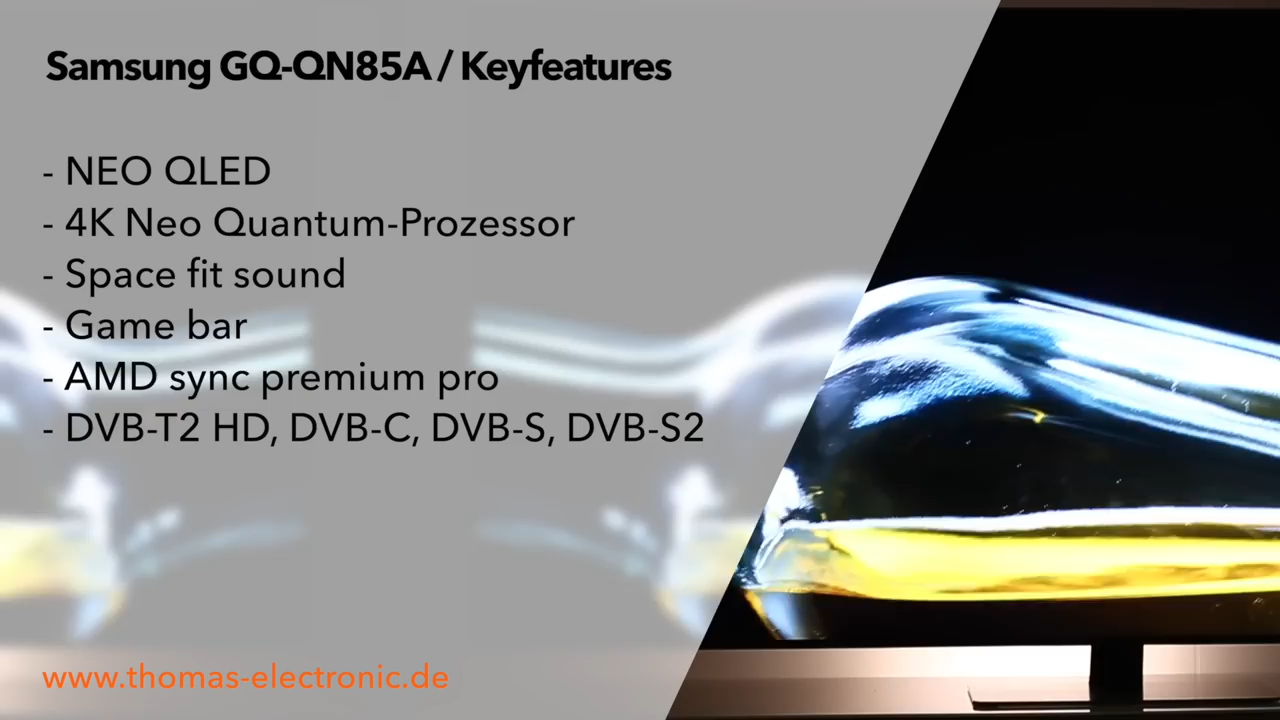 Samsung GQ-QN85A / Keyfeatures
- NEO QLED
- 4K Neo Quantum-Prozessor
- Space fit sound
- Game bar
- AMD sync premium pro
- DVB-T2 HD, DVB-C, DVB-S, DVB-S2
www.thomas-electronic.de